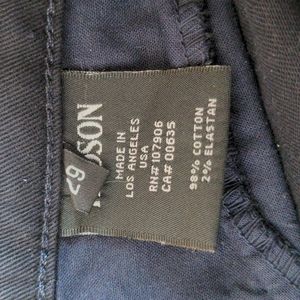 DSON
29
MADE IN
LOS ANGELES
USA
RN# 107906
CA# 00635
98% COTTON
2% ELASTAN